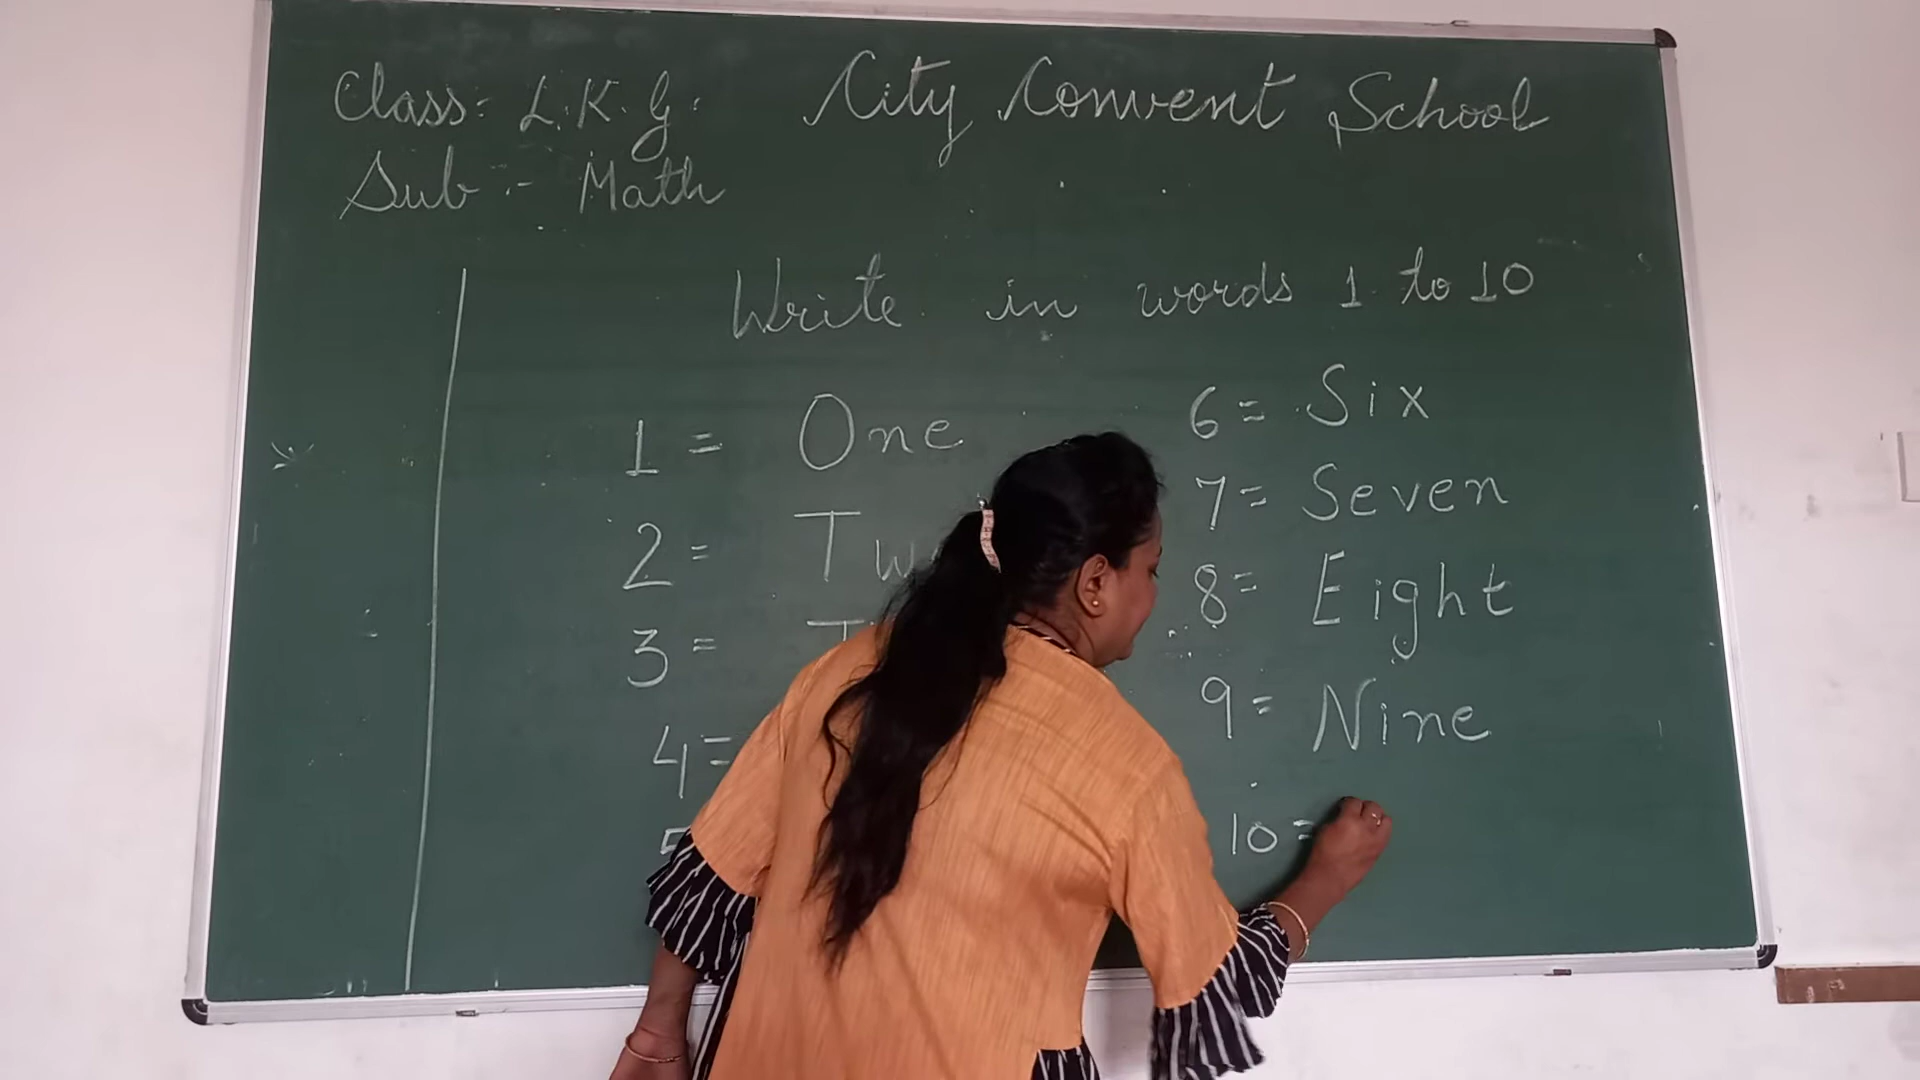 Class: L.K.G. City Convent School
Sub :- Math
Write in words 1 to 10
1 = One
2 =
3 =
4 =
6 = Six
7 = Seven
8 = Eight
9 = Nine
10 =